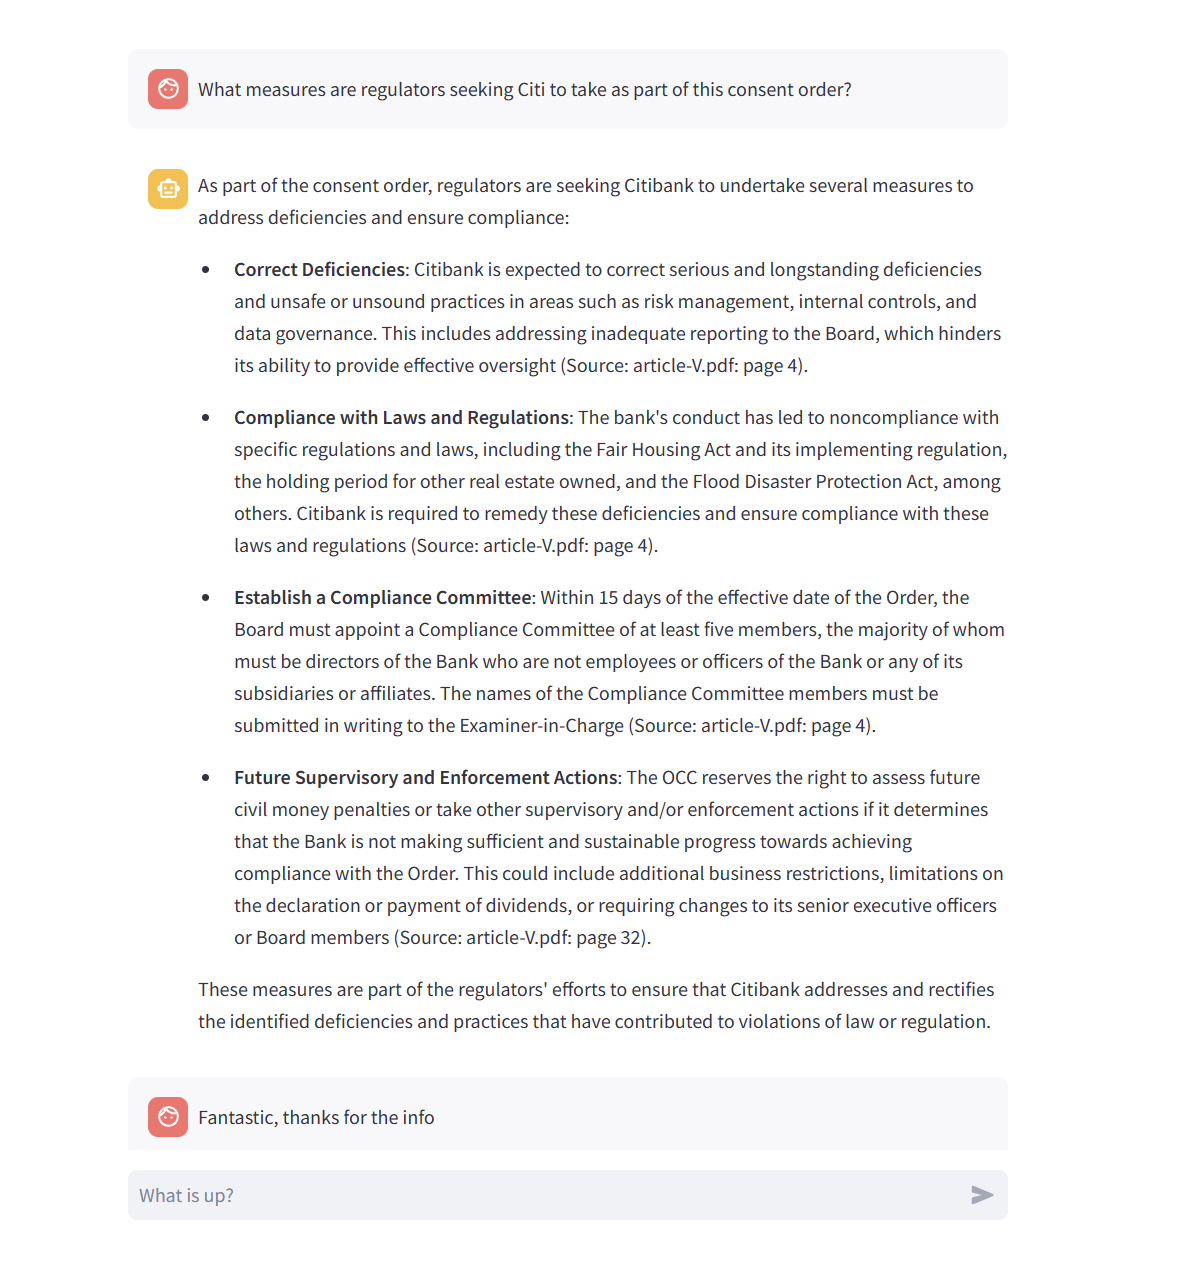 What measures are regulators seeking Citi to take as part of this consent order?
As part of the consent order, regulators are seeking Citibank to undertake several measures to
address deficiencies and ensure compliance:
• Correct Deficiencies: Citibank is expected to correct serious and longstanding deficiencies
and unsafe or unsound practices in areas such as risk management, internal controls, and
data governance. This includes addressing inadequate reporting to the Board, which hinders
its ability to provide effective oversight (Source: article-V.pdf: page 4).
• Compliance with Laws and Regulations: The bank's conduct has led to noncompliance with
specific regulations and laws, including the Fair Housing Act and its implementing regulation,
the holding period for other real estate owned, and the Flood Disaster Protection Act, among
others. Citibank is required to remedy these deficiencies and ensure compliance with these
laws and regulations (Source: article-V.pdf: page 4).
• Establish a Compliance Committee: Within 15 days of the effective date of the Order, the
Board must appoint a Compliance Committee of at least five members, the majority of whom
must be directors of the Bank who are not employees or officers of the Bank or any of its
subsidiaries or affiliates. The names of the Compliance Committee members must be
submitted in writing to the Examiner-in-Charge (Source: article-V.pdf: page 4).
• Future Supervisory and Enforcement Actions: The OCC reserves the right to assess future
civil money penalties or take other supervisory and/or enforcement actions if it determines
that the Bank is not making sufficient and sustainable progress towards achieving
compliance with the Order. This could include additional business restrictions, limitations on
the declaration or payment of dividends, or requiring changes to its senior executive officers
or Board members (Source: article-V.pdf: page 32).
These measures are part of the regulators' efforts to ensure that Citibank addresses and rectifies
the identified deficiencies and practices that have contributed to violations of law or regulation.
Fantastic, thanks for the info
What is up?